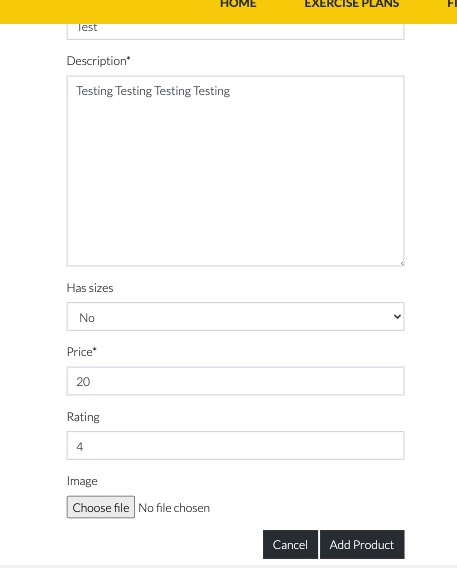 HOME EXERCISE PLANS
Test
Description*
Testing Testing Testing Testing
Has sizes
No
Price*
20
Rating
4
Image
Choose file No file chosen
Cancel Add Product